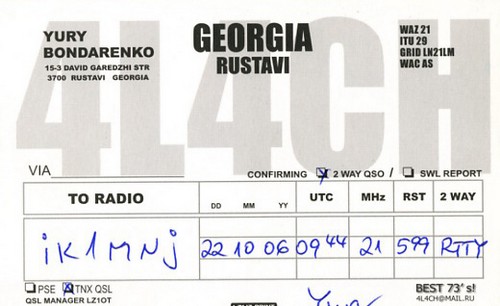 4L4CH
YURY
BONDARENKO
15-3 DAVID GAREDZHI STR
3700 RUSTAVI GEORGIA
GEORGIA
RUSTAVI
WAZ 21
ITU 29
GRID LN21LM
WAC AS
VIA
CONFIRMING 2 WAY QSO / SWL REPORT
TO RADIO DD MM YY UTC MHz RST 2 WAY
iK1MNj 22 10 06 09 44 21 599 RTTY
PSE TNX QSL
QSL MANAGER LZ1OT
BEST 73's!
4L4CH@MAIL.RU